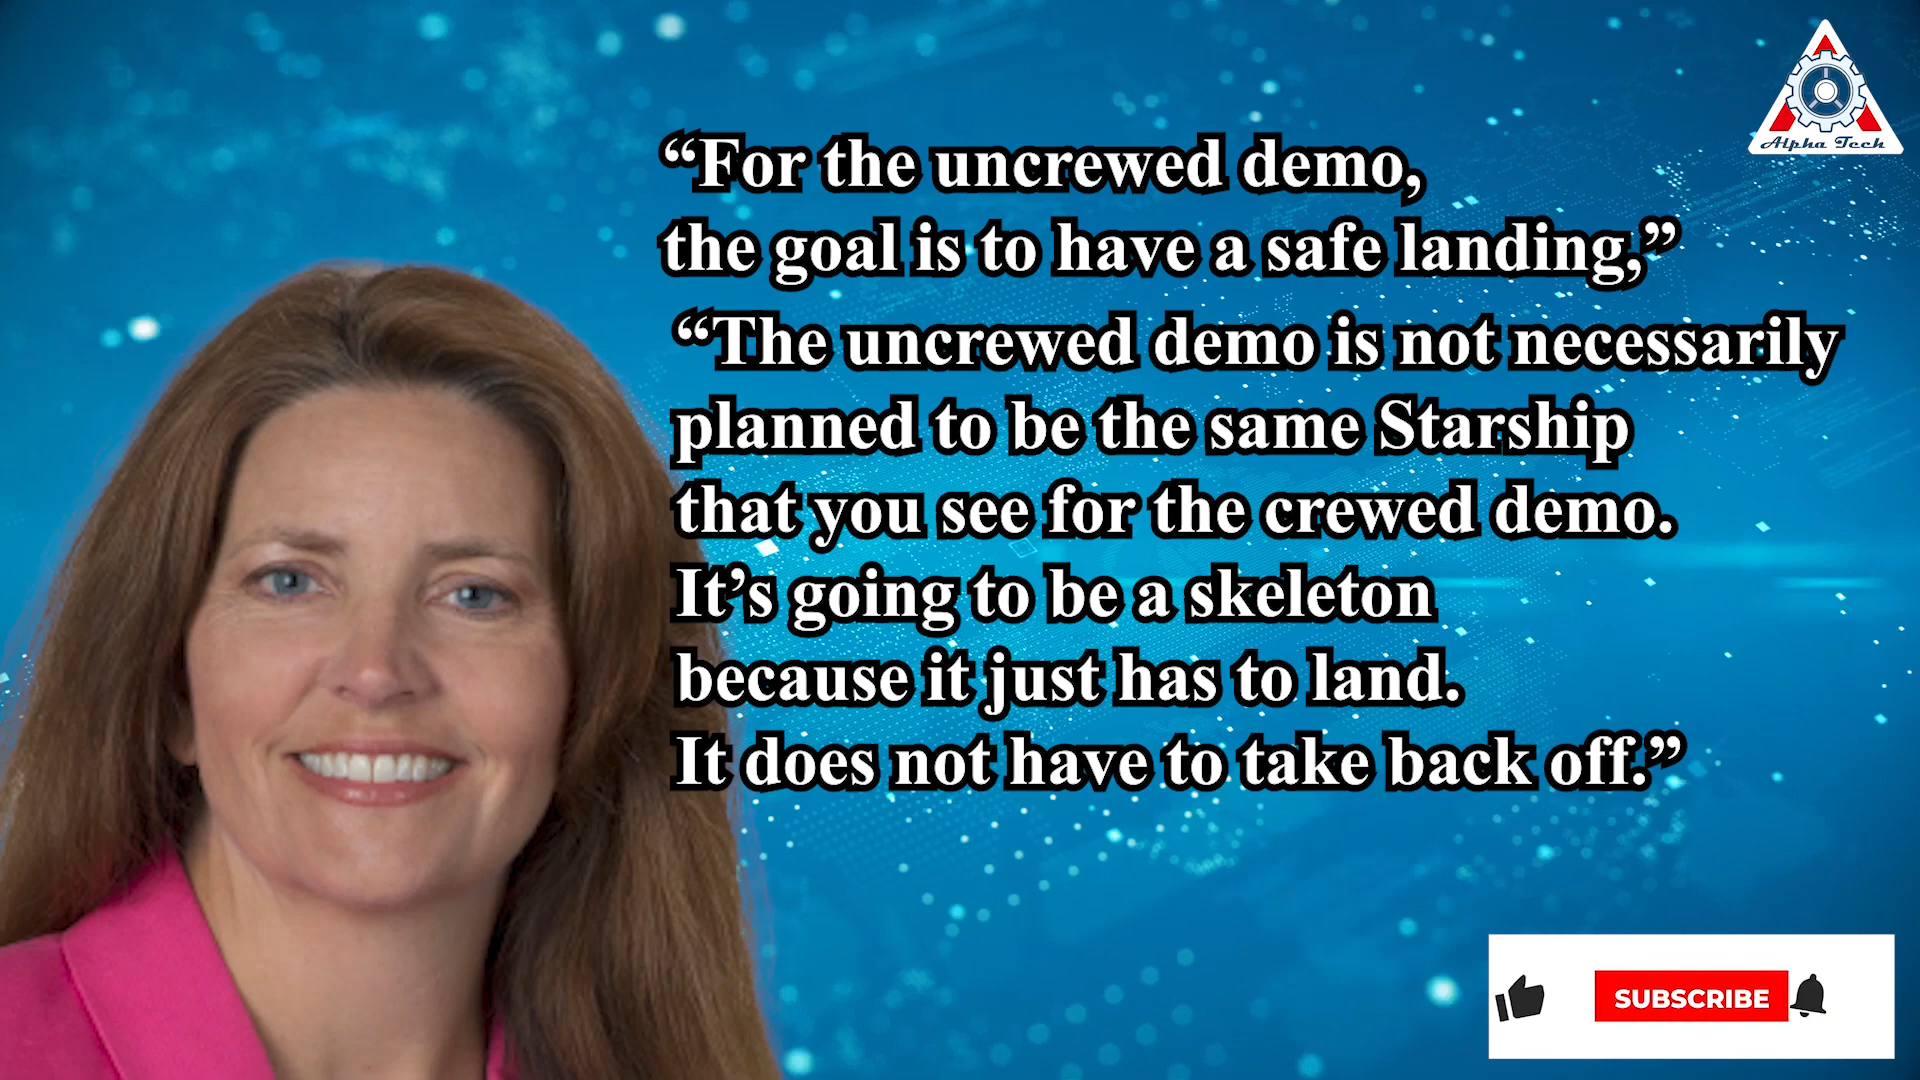 Alpha Tech
“For the uncrewed demo,
the goal is to have a safe landing,”
“The uncrewed demo is not necessarily
planned to be the same Starship
that you see for the crewed demo.
It’s going to be a skeleton
because it just has to land.
It does not have to take back off.”
SUBSCRIBE